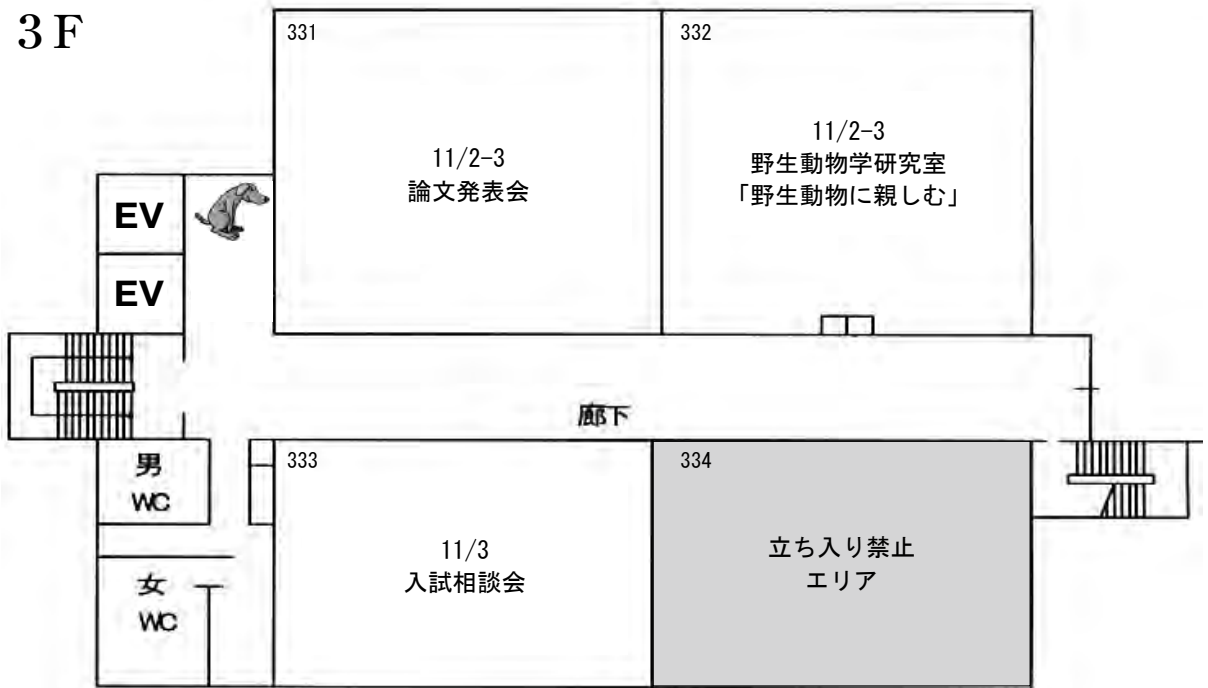 3F
331
11/2-3
論文発表会
332
11/2-3
野生動物学研究室
「野生動物に親しむ」
EV
EV
廊下
男
WC
女
WC
333
11/3
入試相談会
334
立ち入り禁止
エリア